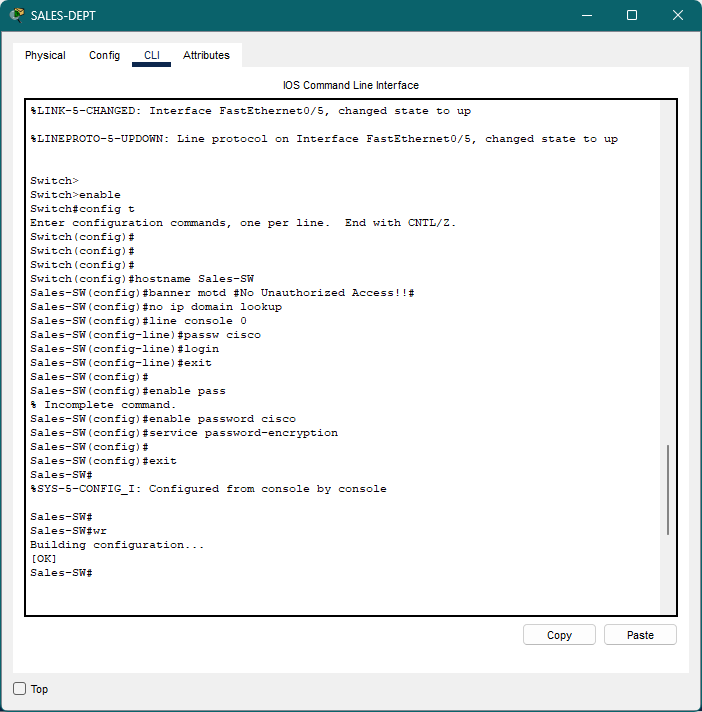 SALES-DEPT
Physical Config CLI Attributes
IOS Command Line Interface
%LINK-5-CHANGED: Interface FastEthernet0/5, changed state to up
%LINEPROTO-5-UPDOWN: Line protocol on Interface FastEthernet0/5, changed state to up
Switch>
Switch>enable
Switch#config t
Enter configuration commands, one per line.  End with CNTL/Z.
Switch(config)#
Switch(config)#
Switch(config)#
Switch(config)#hostname Sales-SW
Sales-SW(config)#banner motd #No Unauthorized Access!!#
Sales-SW(config)#no ip domain lookup
Sales-SW(config)#line console 0
Sales-SW(config-line)#passw cisco
Sales-SW(config-line)#login
Sales-SW(config-line)#exit
Sales-SW(config)#
Sales-SW(config)#enable pass
% Incomplete command.
Sales-SW(config)#enable password cisco
Sales-SW(config)#service password-encryption
Sales-SW(config)#
Sales-SW(config)#exit
Sales-SW#
%SYS-5-CONFIG_I: Configured from console by console
Sales-SW#
Sales-SW#wr
Building configuration...
[OK]
Sales-SW#
Copy Paste
Top